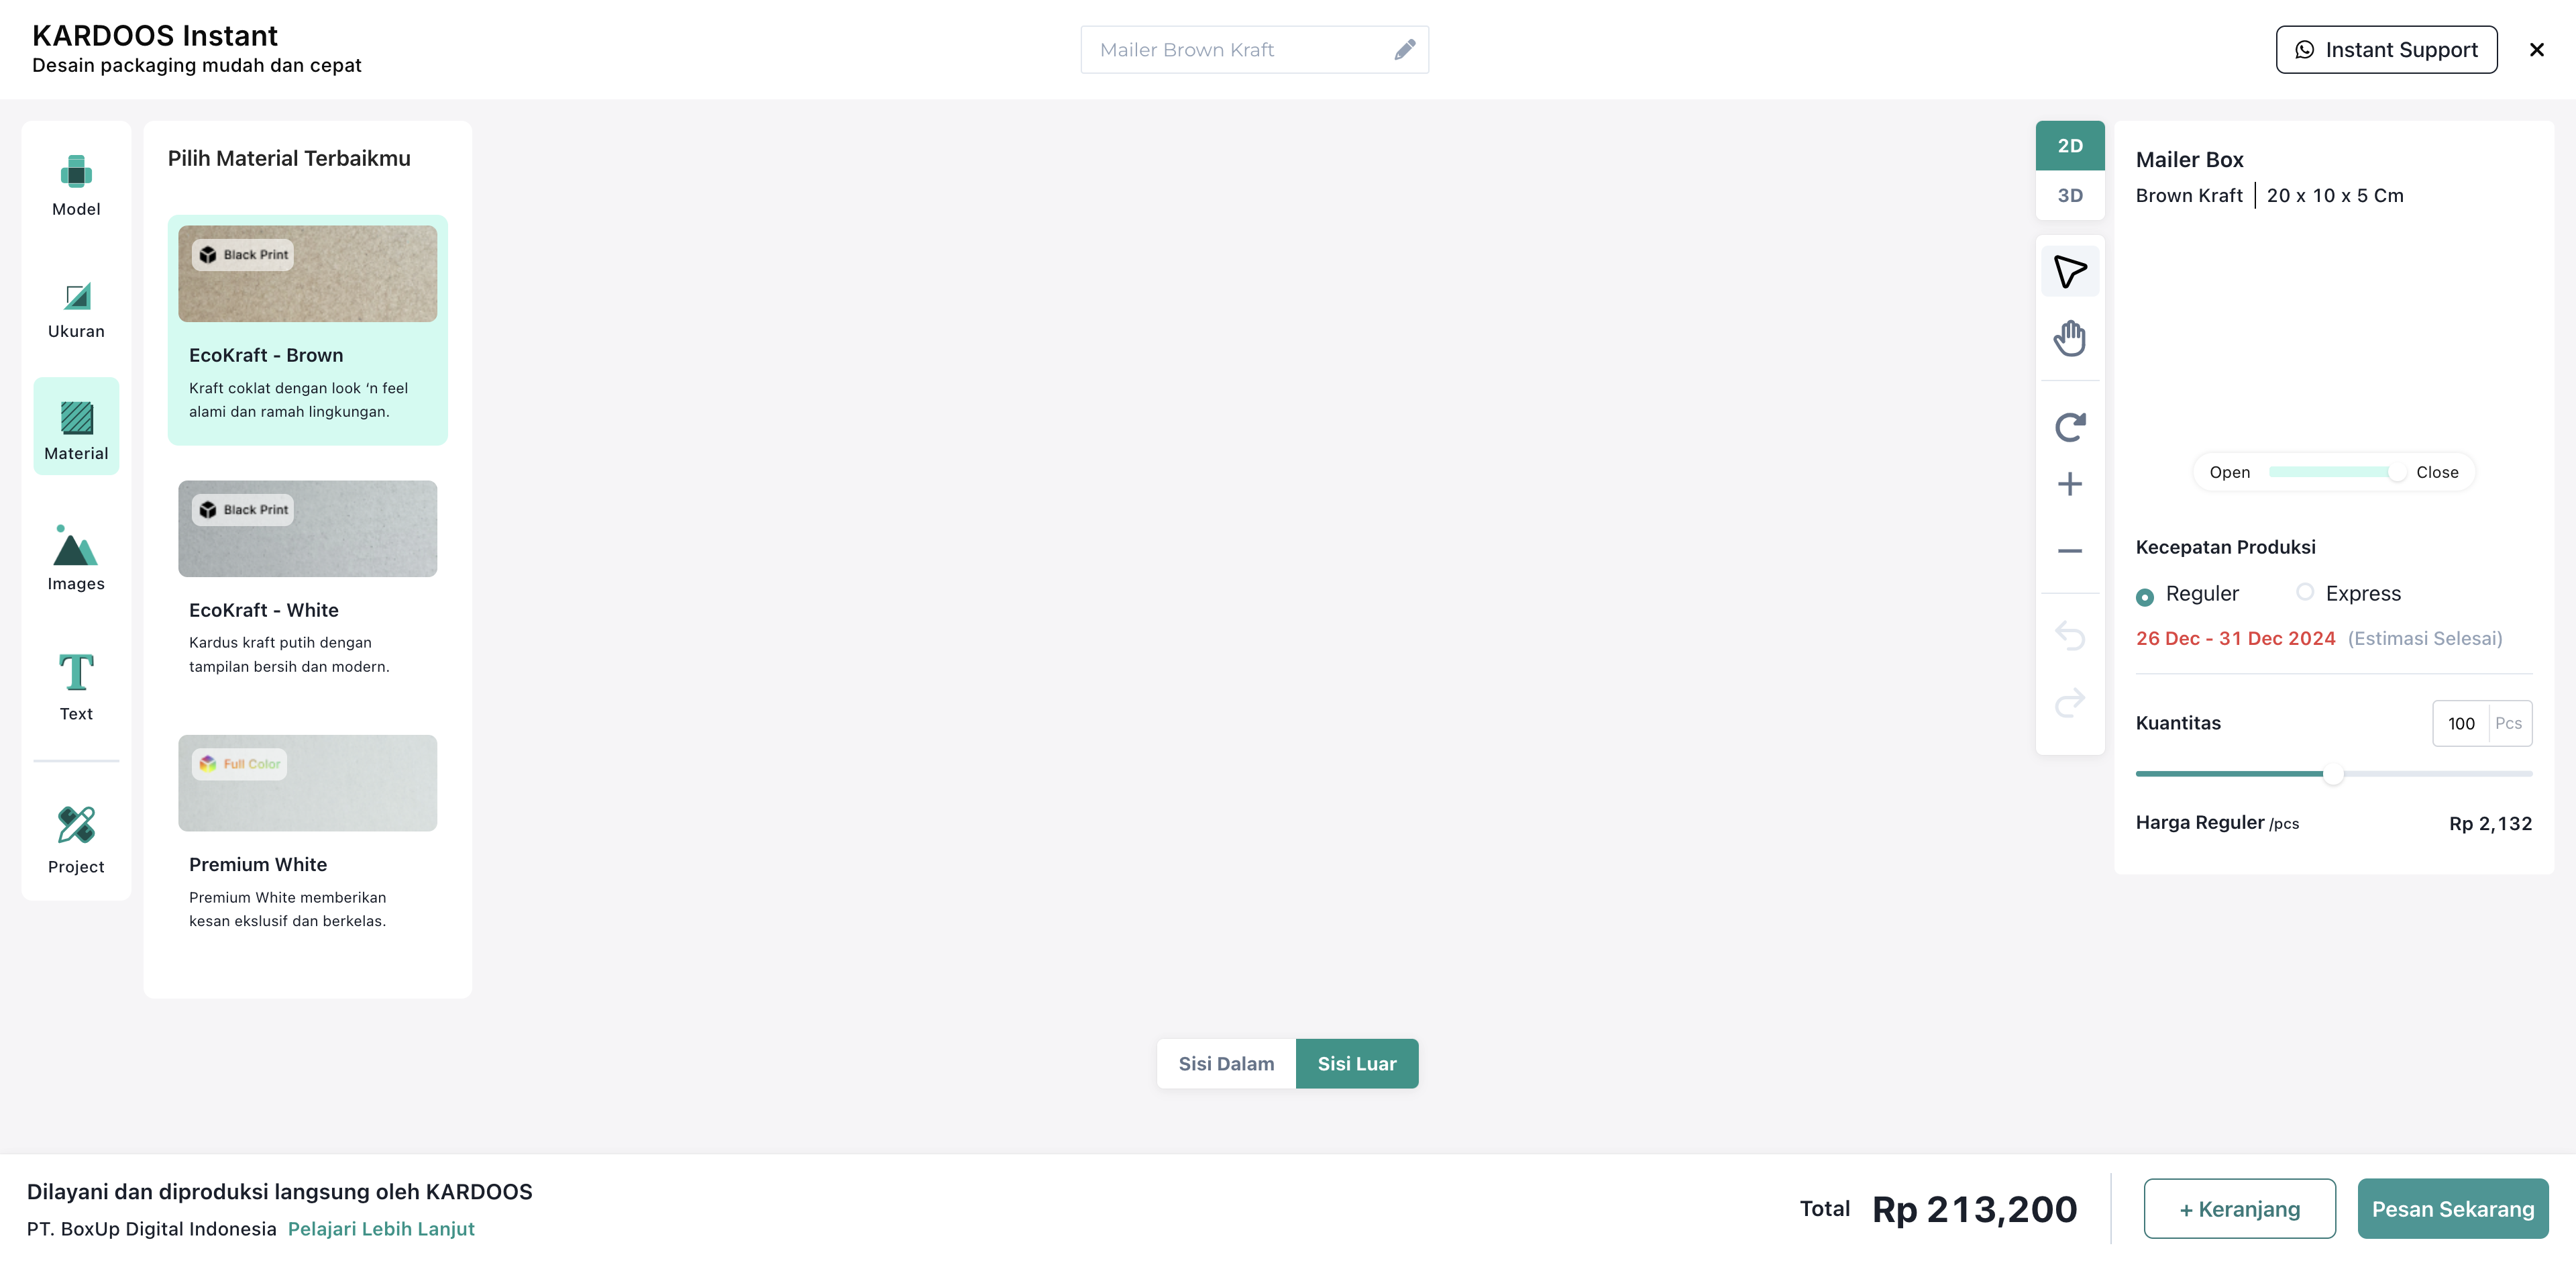 KARDOOS Instant
Desain packaging mudah dan cepat
Mailer Brown Kraft
Instant Support
Model
Ukuran
Material
Images
Text
Project
Pilih Material Terbaikmu
Black Print
EcoKraft - Brown
Kraft coklat dengan look ‘n feel
alami dan ramah lingkungan.
Black Print
EcoKraft - White
Kardus kraft putih dengan
tampilan bersih dan modern.
Full Color
Premium White
Premium White memberikan
kesan ekslusif dan berkelas.
Sisi Dalam
Sisi Luar
2D
3D
Mailer Box
Brown Kraft | 20 x 10 x 5 Cm
Open
Close
Kecepatan Produksi
Reguler
Express
26 Dec - 31 Dec 2024 (Estimasi Selesai)
Kuantitas
100 Pcs
Harga Reguler /pcs
Rp 2,132
Dilayani dan diproduksi langsung oleh KARDOOS
PT. BoxUp Digital Indonesia Pelajari Lebih Lanjut
Total Rp 213,200
+ Keranjang
Pesan Sekarang